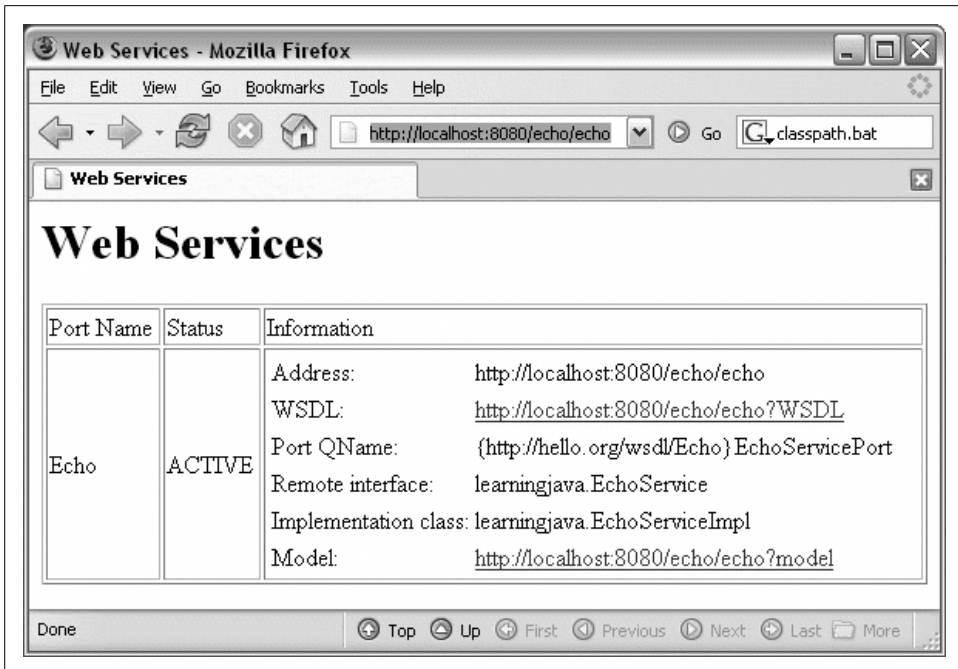 Web Services - Mozilla Firefox
File Edit View Go Bookmarks Tools Help
http://localhost:8080/echo/echo Go G classpath.bat
Web Services
Web Services
Port Name Status Information
Address: http://localhost:8080/echo/echo
WSDL: http://localhost:8080/echo/echo?WSDL
Port QName: {http://hello.org/wsdl/Echo}EchoServicePort
Echo ACTIVE
Remote interface: learningjava.EchoService
Implementation class: learningjava.EchoServiceImpl
Model: http://localhost:8080/echo/echo?model
Done Top Up First Previous Next Last More